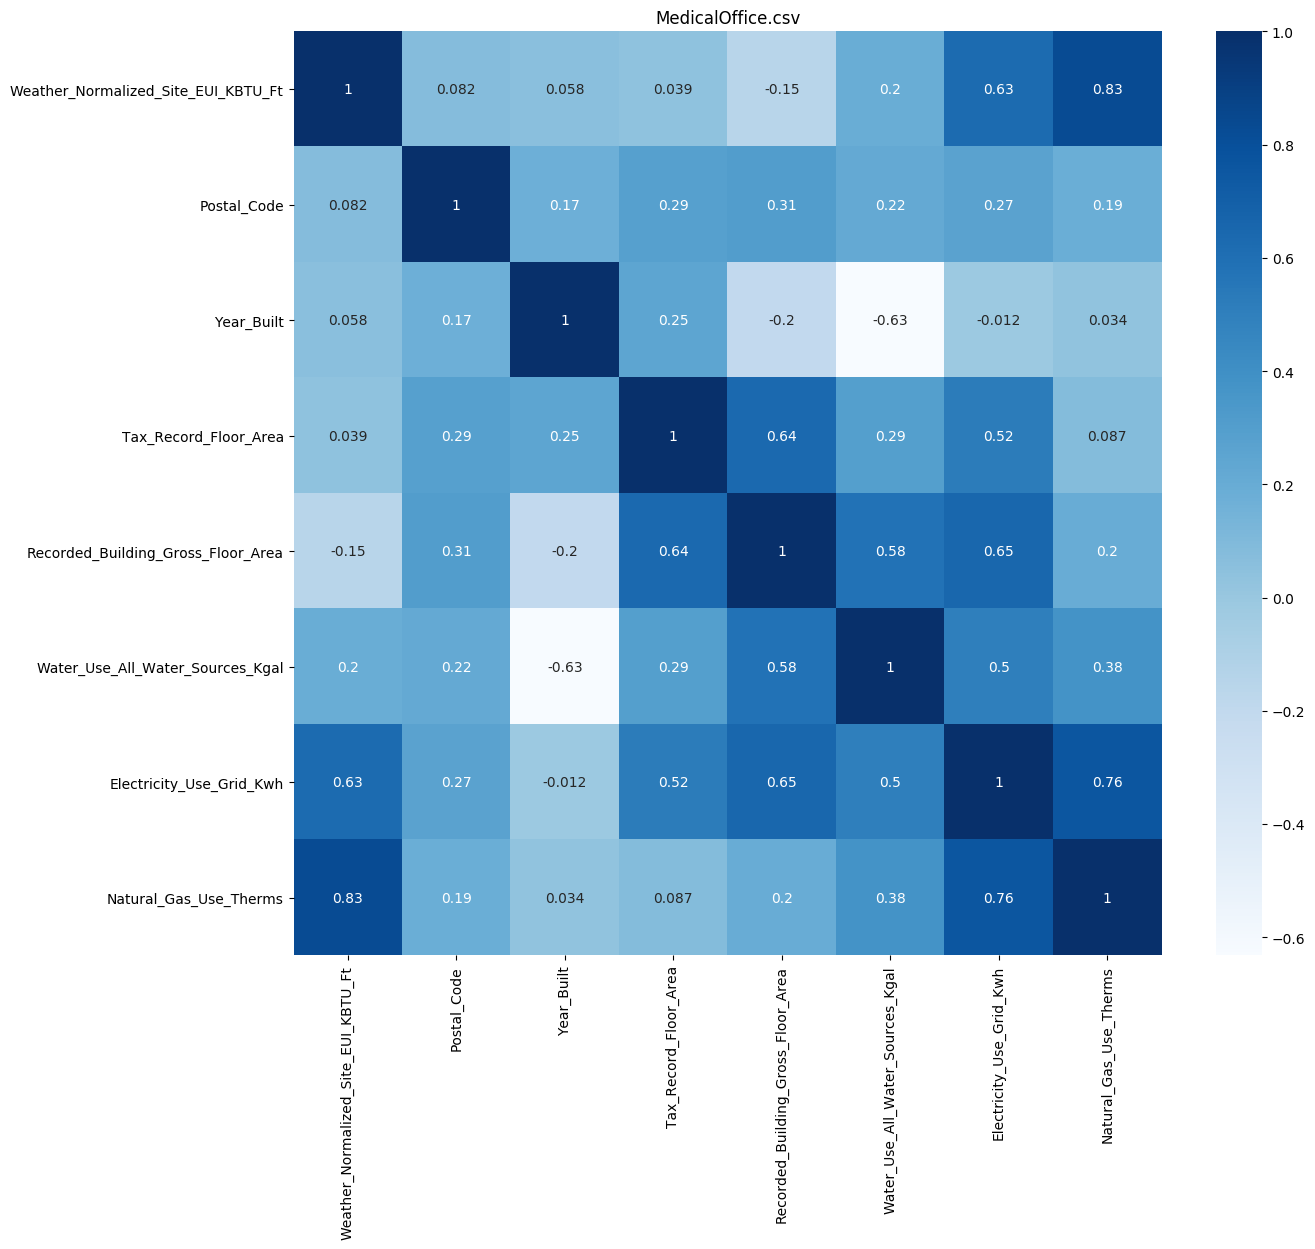 MedicalOffice.csv
Weather_Normalized_Site_EUI_KBTU_Ft 1 0.082 0.058 0.039 -0.15 0.2 0.63 0.83
Postal_Code 0.082 1 0.17 0.29 0.31 0.22 0.27 0.19
Year_Built 0.058 0.17 1 0.25 -0.2 -0.63 -0.012 0.034
Tax_Record_Floor_Area 0.039 0.29 0.25 1 0.64 0.29 0.52 0.087
Recorded_Building_Gross_Floor_Area -0.15 0.31 -0.2 0.64 1 0.58 0.65 0.2
Water_Use_All_Water_Sources_Kgal 0.2 0.22 -0.63 0.29 0.58 1 0.5 0.38
Electricity_Use_Grid_Kwh 0.63 0.27 -0.012 0.52 0.65 0.5 1 0.76
Natural_Gas_Use_Therms 0.83 0.19 0.034 0.087 0.2 0.38 0.76 1
Weather_Normalized_Site_EUI_KBTU_Ft
Postal_Code
Year_Built
Tax_Record_Floor_Area
Recorded_Building_Gross_Floor_Area
Water_Use_All_Water_Sources_Kgal
Electricity_Use_Grid_Kwh
Natural_Gas_Use_Therms
1.0
0.8
0.6
0.4
0.2
0.0
−0.2
−0.4
−0.6